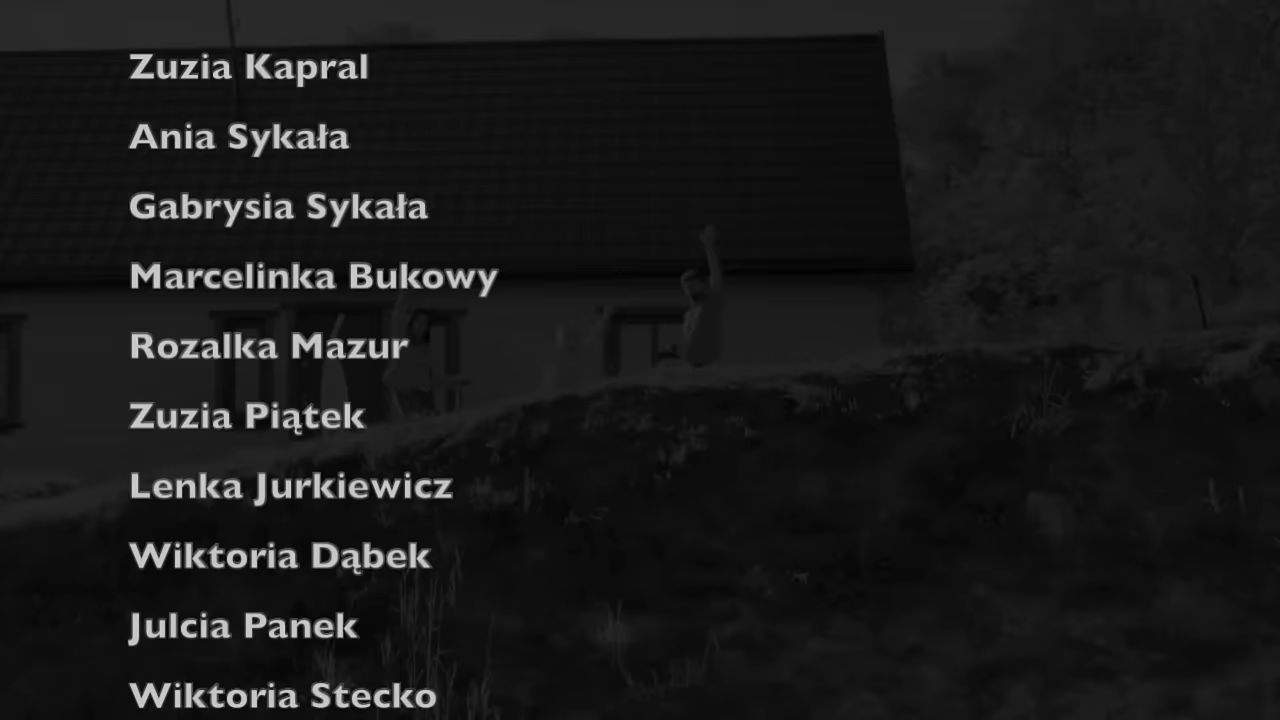 Zuzia Kapral
Ania Sykała
Gabrysia Sykała
Marcelinka Bukowy
Rozalka Mazur
Zuzia Piątek
Lenka Jurkiewicz
Wiktoria Dąbek
Julcia Panek
Wiktoria Stecko